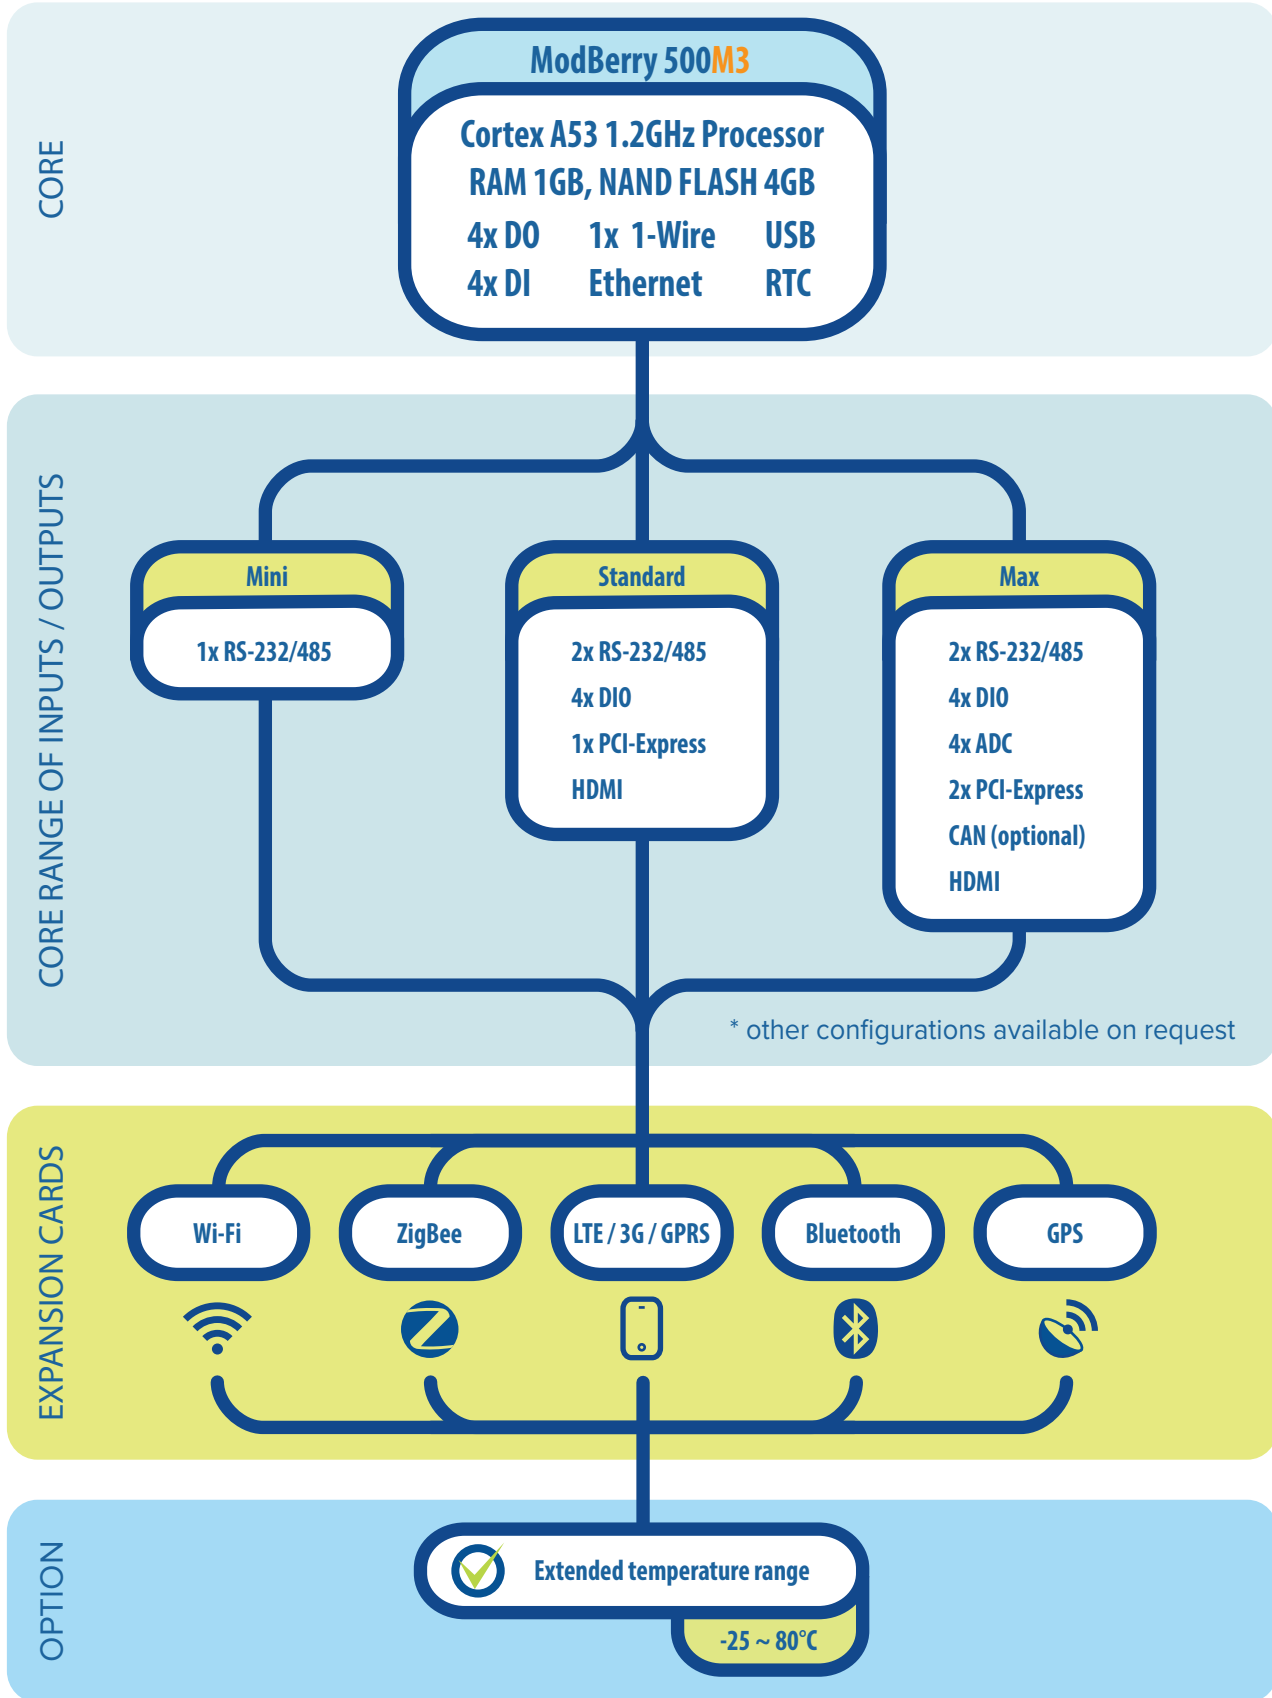 CORE
ModBerry 500M3
Cortex A53 1.2GHz Processor
RAM 1GB, NAND FLASH 4GB
4x DO 1x 1-Wire USB
4x DI Ethernet RTC
CORE RANGE OF INPUTS / OUTPUTS
Mini
1x RS-232/485
Standard
2x RS-232/485
4x DIO
1x PCI-Express
HDMI
Max
2x RS-232/485
4x DIO
4x ADC
2x PCI-Express
CAN (optional)
HDMI
* other configurations available on request
EXPANSION CARDS
Wi-Fi
ZigBee
LTE / 3G / GPRS
Bluetooth
GPS
OPTION
Extended temperature range
-25 ~ 80°C